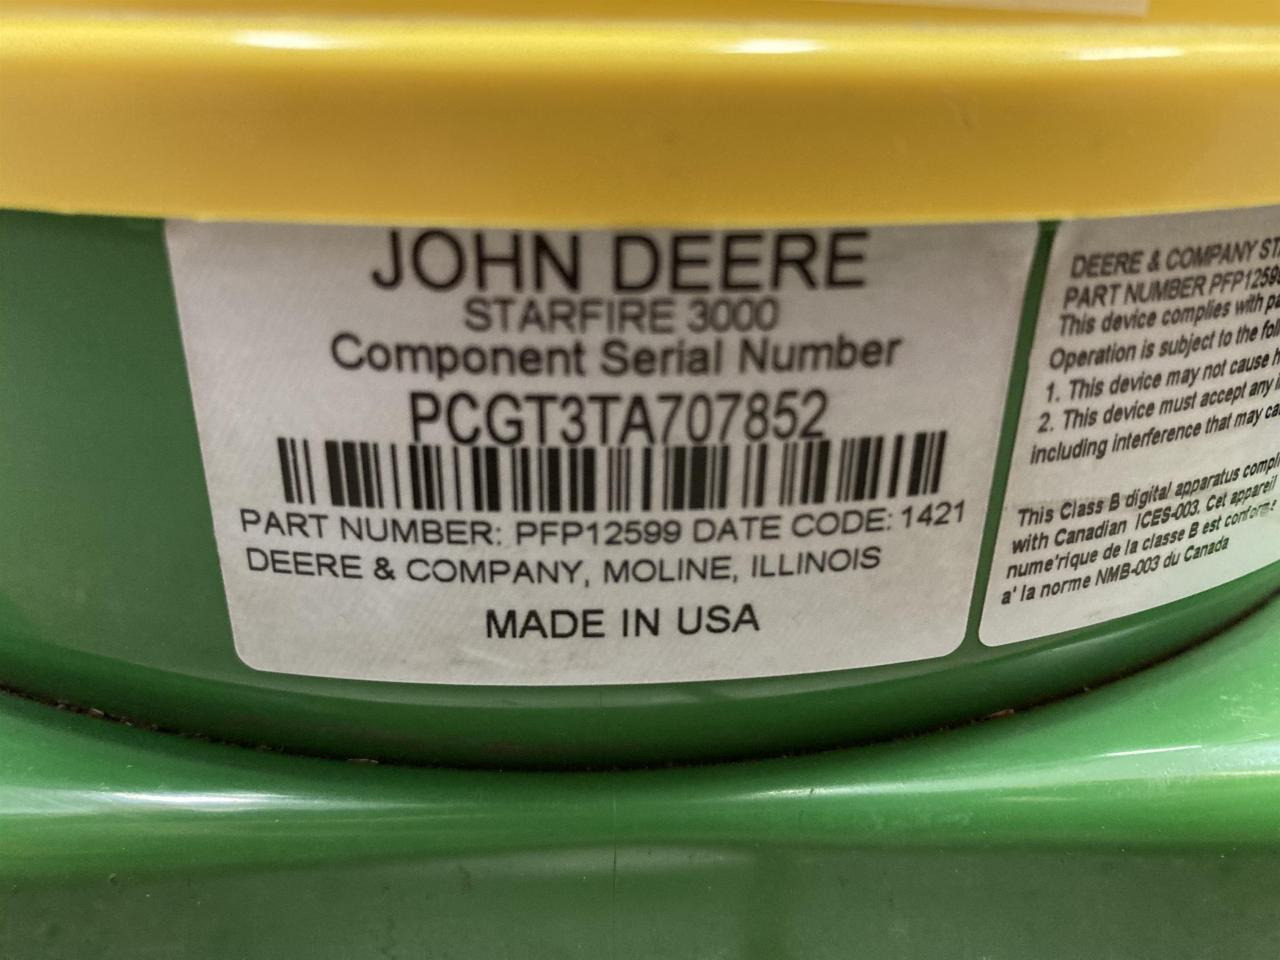 JOHN DEERE
STARFIRE 3000
Component Serial Number
PCGT3TA707852
PART NUMBER: PFP12599 DATE CODE: 1421
DEERE & COMPANY, MOLINE, ILLINOIS
MADE IN USA
DEERE & COMPANY
PART NUMBER PFP12599
This device complies with
Operation is subject to the
1. This device may not cause
2. This device must accept any
including interference that may
This Class B digital apparatus
with Canadian ICES-003. Cet appareil
nume'rique de la classe B est conforme
a' la norme NMB-003 du Canada